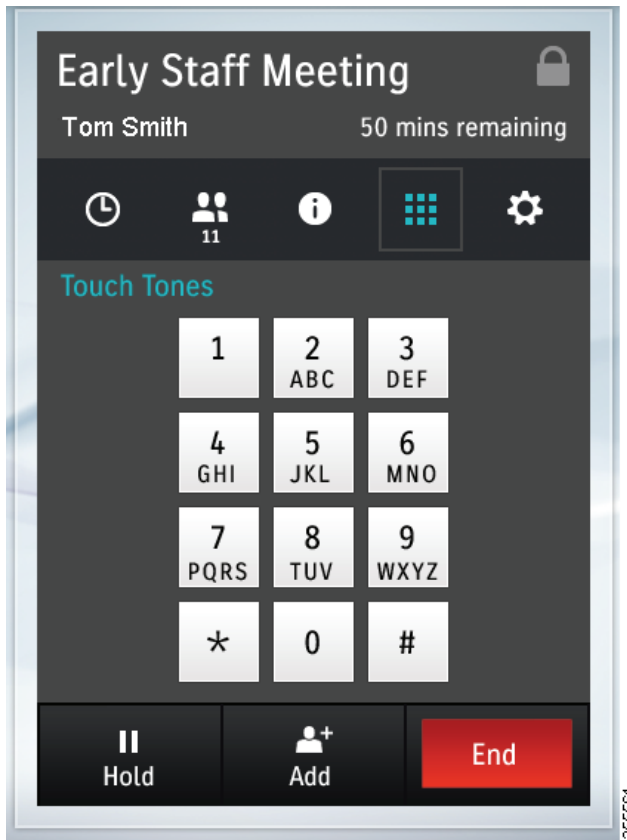 Early Staff Meeting
Tom Smith 50 mins remaining
11
Touch Tones
1 2 3
ABC DEF
4 5 6
GHI JKL MNO
7 8 9
PQRS TUV WXYZ
* 0 #
Hold Add End